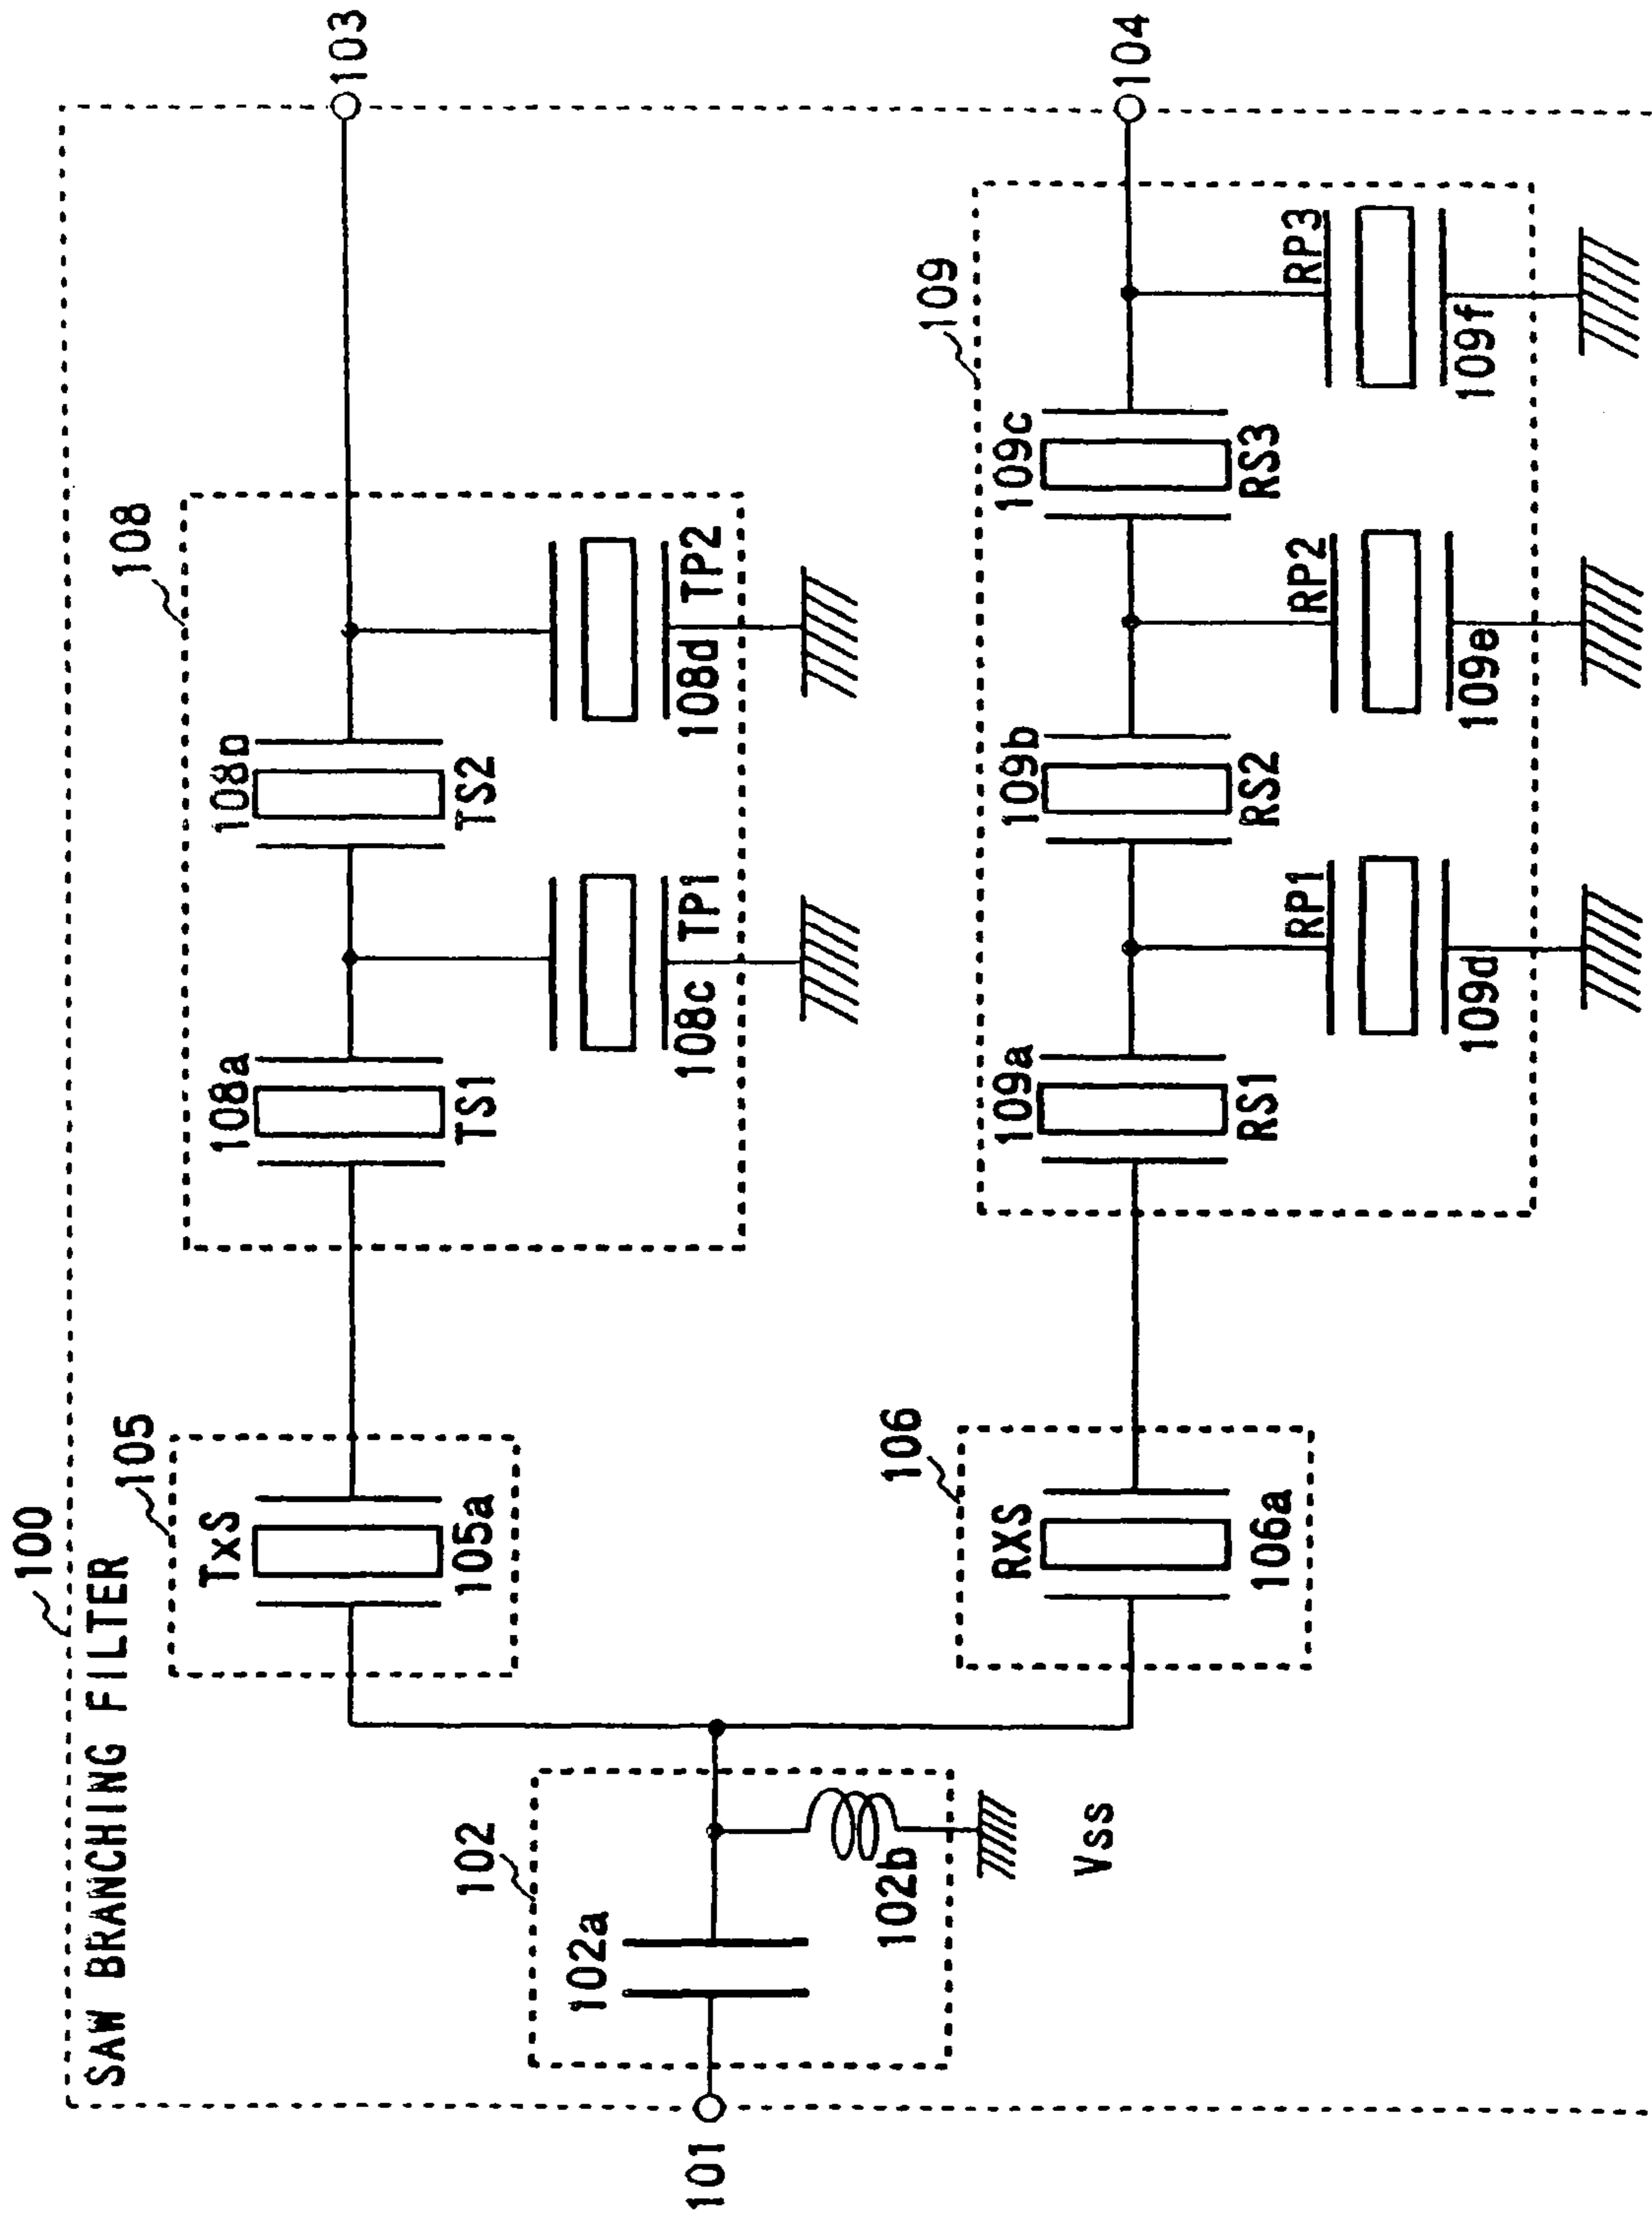 100
SAW BRANCHING FILTER
105
TxS
105a
108
108a
TS1
108b
TS2
108c TP1
108d TP2
103
101
102
102a
102b
Vss
106
RXS
106a
109
109a
RS1
109b
RS2
109c
RS3
RP1
109d
RP2
109e
RP3
109f
104